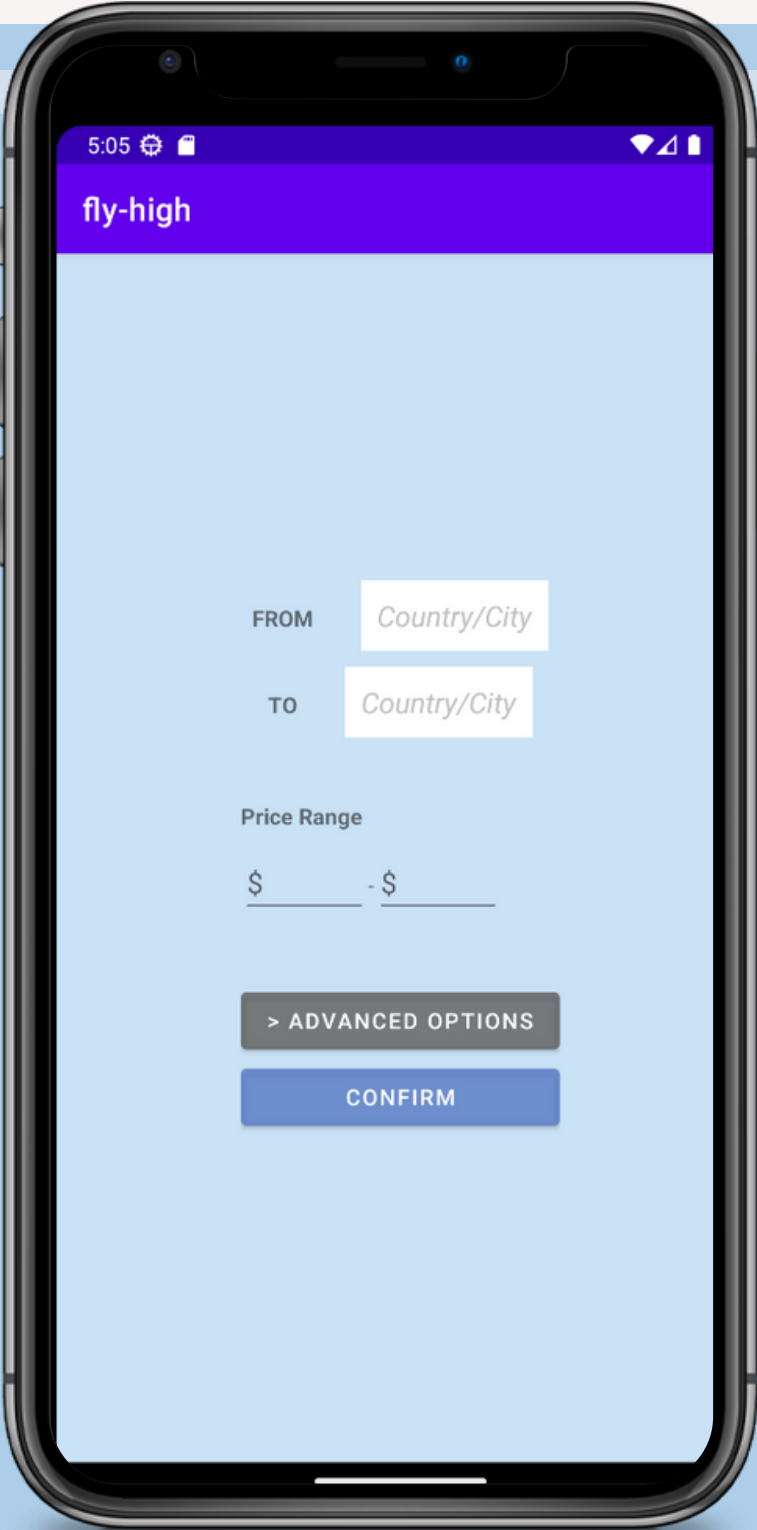 5:05
fly-high
FROM Country/City
TO Country/City
Price Range
$ - $
> ADVANCED OPTIONS
CONFIRM